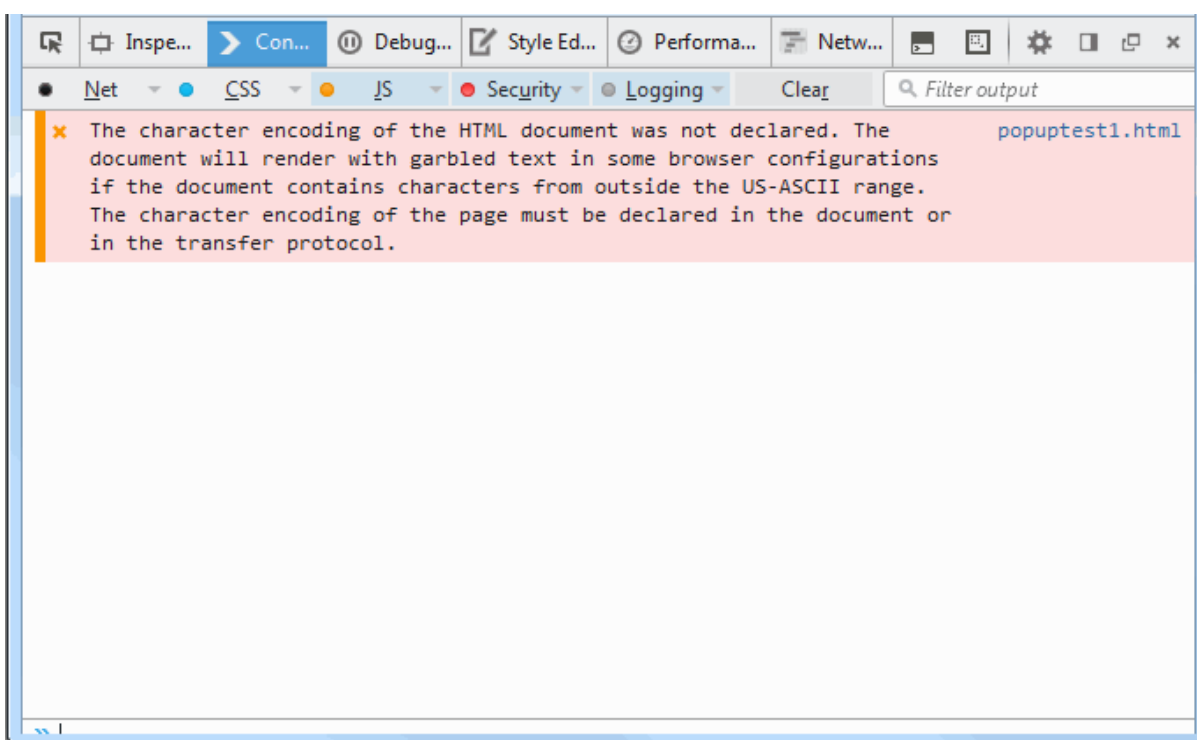 Inspe... Con... Debug... Style Ed... Performa... Netw...
Net CSS JS Security Logging Clear Filter output
The character encoding of the HTML document was not declared. The popuptest1.html
document will render with garbled text in some browser configurations
if the document contains characters from outside the US-ASCII range.
The character encoding of the page must be declared in the document or
in the transfer protocol.